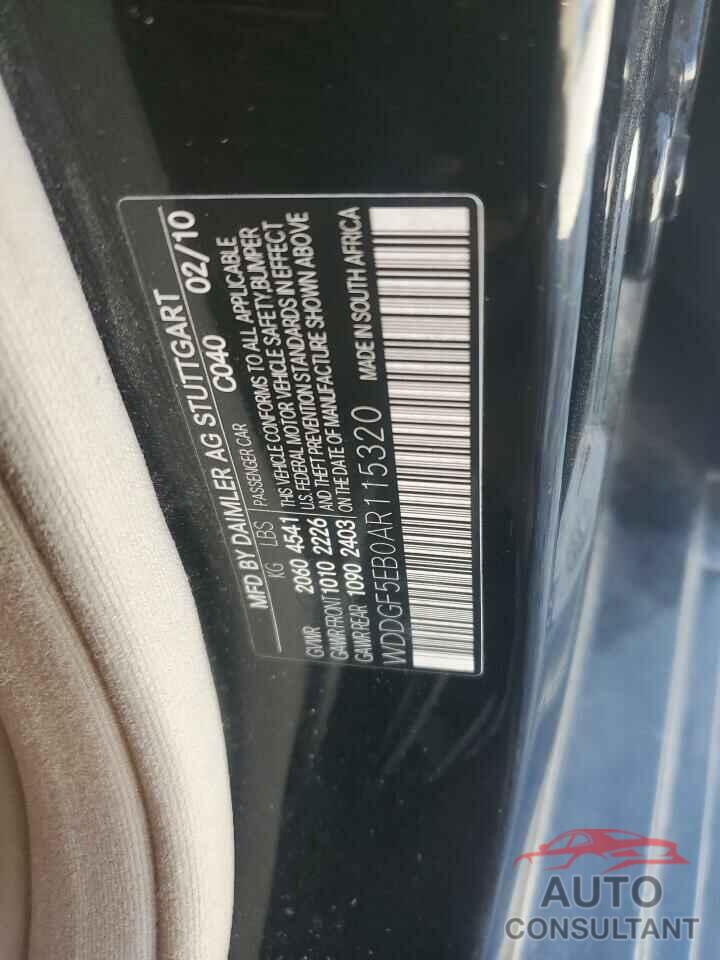 MFD BY DAIMLER AG STUTTGART
C040 02/10
KG LBS PASSENGER CAR
GVWR 2060 4541
GAWR FRONT 1010 2226
GAWR REAR 1090 2403
THIS VEHICLE CONFORMS TO ALL APPLICABLE
U.S. FEDERAL MOTOR VEHICLE SAFETY, BUMPER
AND THEFT PREVENTION STANDARDS IN EFFECT
ON THE DATE OF MANUFACTURE SHOWN ABOVE
WDDGF5EB0AR115320 MADE IN SOUTH AFRICA
AUTO
CONSULTANT